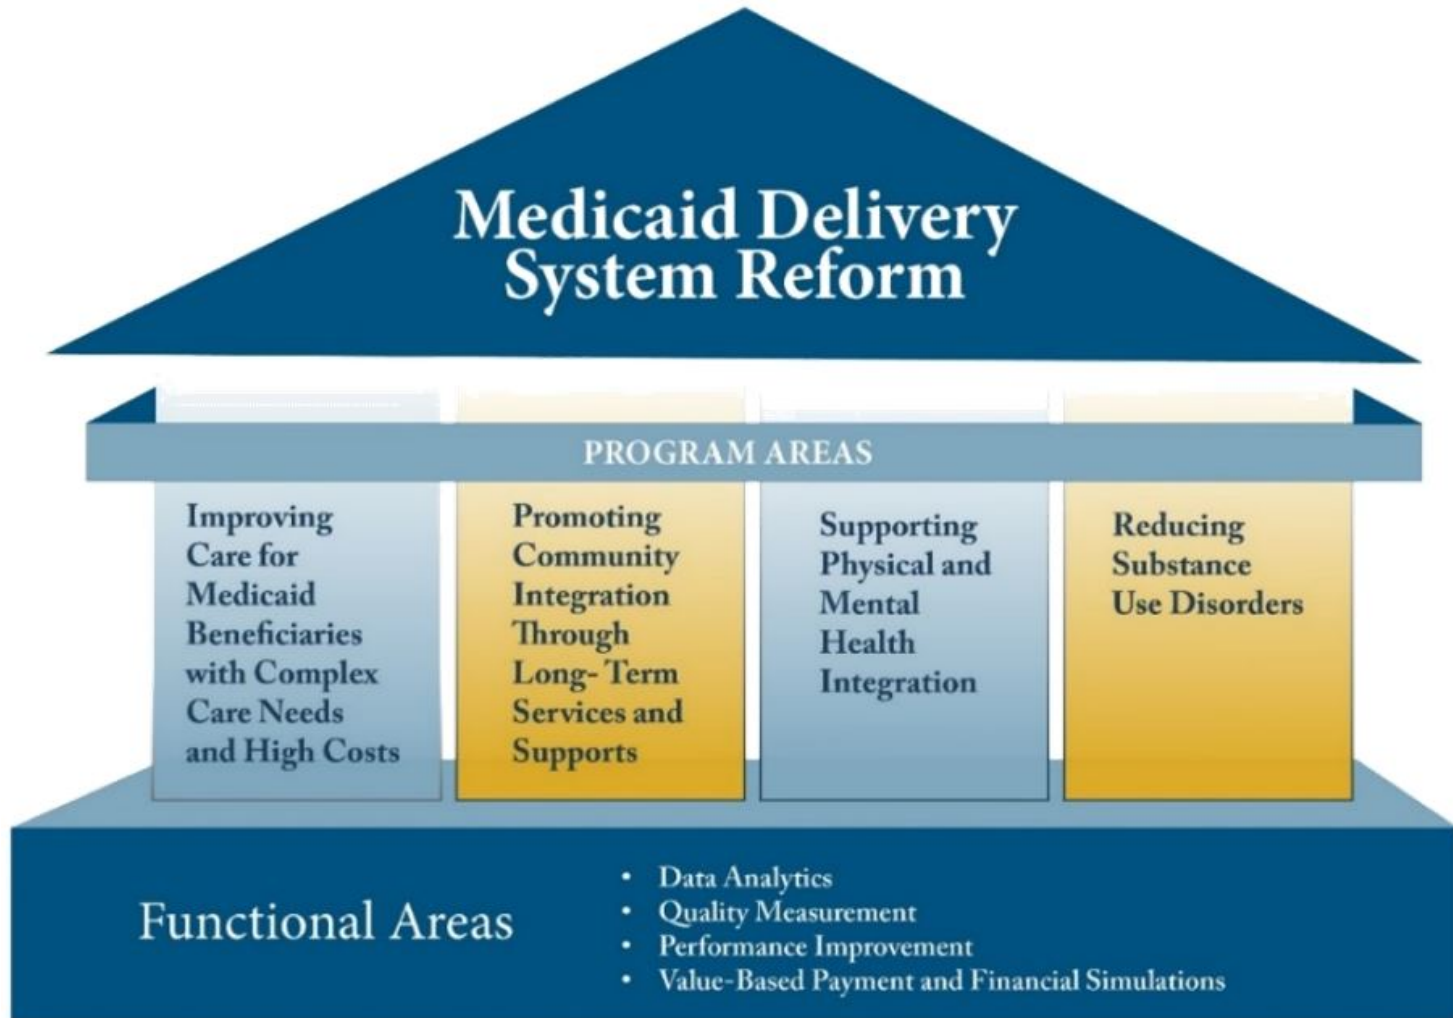 Medicaid Delivery
System Reform
PROGRAM AREAS
Improving
Care for
Medicaid
Beneficiaries
with Complex
Care Needs
and High Costs
Promoting
Community
Integration
Through
Long- Term
Services and
Supports
Supporting
Physical and
Mental
Health
Integration
Reducing
Substance
Use Disorders
Functional Areas
• Data Analytics
• Quality Measurement
• Performance Improvement
• Value-Based Payment and Financial Simulations